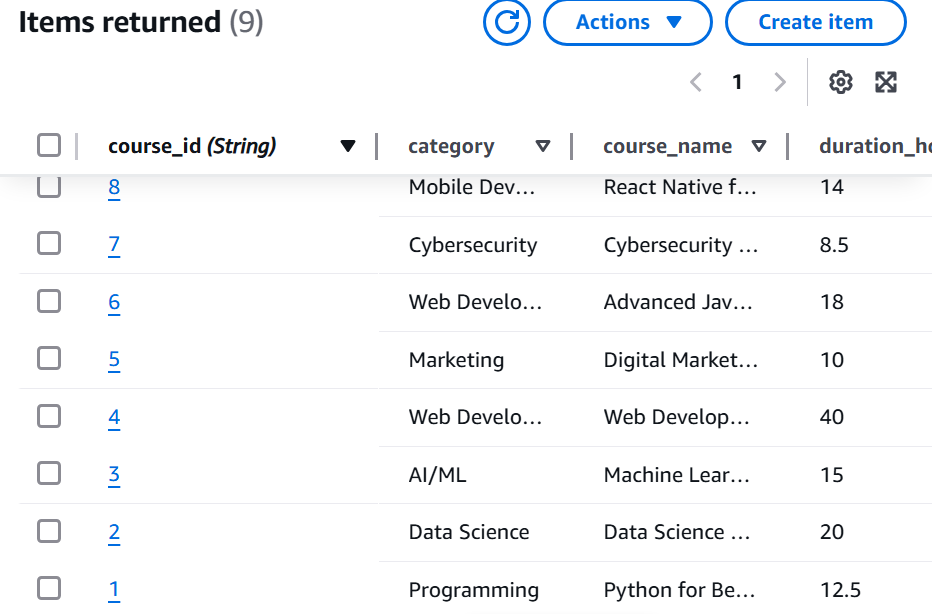 Items returned (9) Actions Create item
1
course_id (String) category course_name duration_ho
8 Mobile Dev... React Native f... 14
7 Cybersecurity Cybersecurity ... 8.5
6 Web Develo... Advanced Jav... 18
5 Marketing Digital Market... 10
4 Web Develo... Web Develop... 40
3 AI/ML Machine Lear... 15
2 Data Science Data Science ... 20
1 Programming Python for Be... 12.5